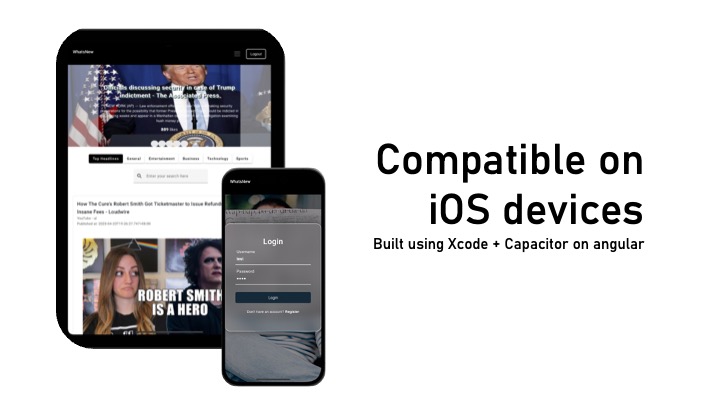 WhatsNew
Logout
Officials discussing security in case of Trump
indictment - The Associated Press,
Top Headlines
General
Entertainment
Business
Technology
Sports
Enter your search here
How The Cure's Robert Smith Got Ticketmaster to Issue Refund
Insane Fees - Loudwire
ROBERT SMITH
IS A HERO
WhatsNew
Login
Username
Password
Login
Don't have an account? Register
Compatible on
iOS devices
Built using Xcode + Capacitor on angular